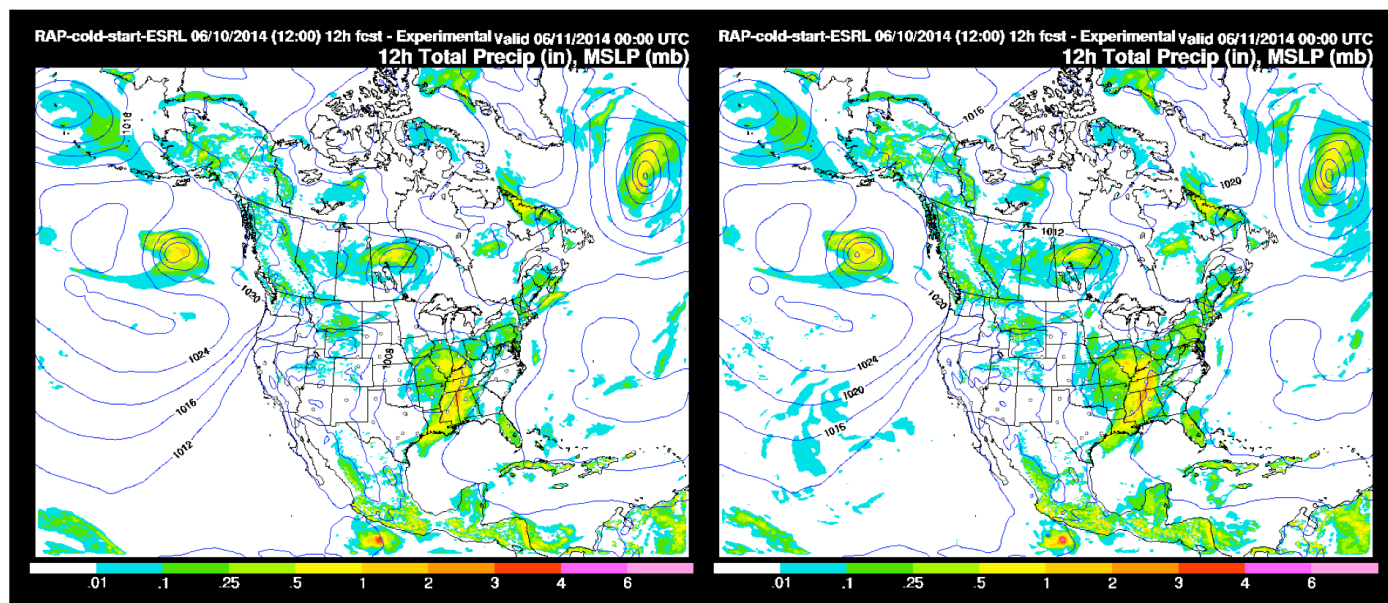 RAP-cold-start-ESRL 06/10/2014 (12:00) 12h fcst - Experimental Valid 06/11/2014 00:00 UTC
12h Total Precip (in), MSLP (mb)
1016
1020
1008
1024
1016
1012
.01 .1 .25 .5 1 2 3 4 6
RAP-cold-start-ESRL 06/10/2014 (12:00) 12h fcst - Experimental Valid 06/11/2014 00:00 UTC
12h Total Precip (in), MSLP (mb)
1016
1020
1012
1020
1024
1020
1016
.01 .1 .25 .5 1 2 3 4 6